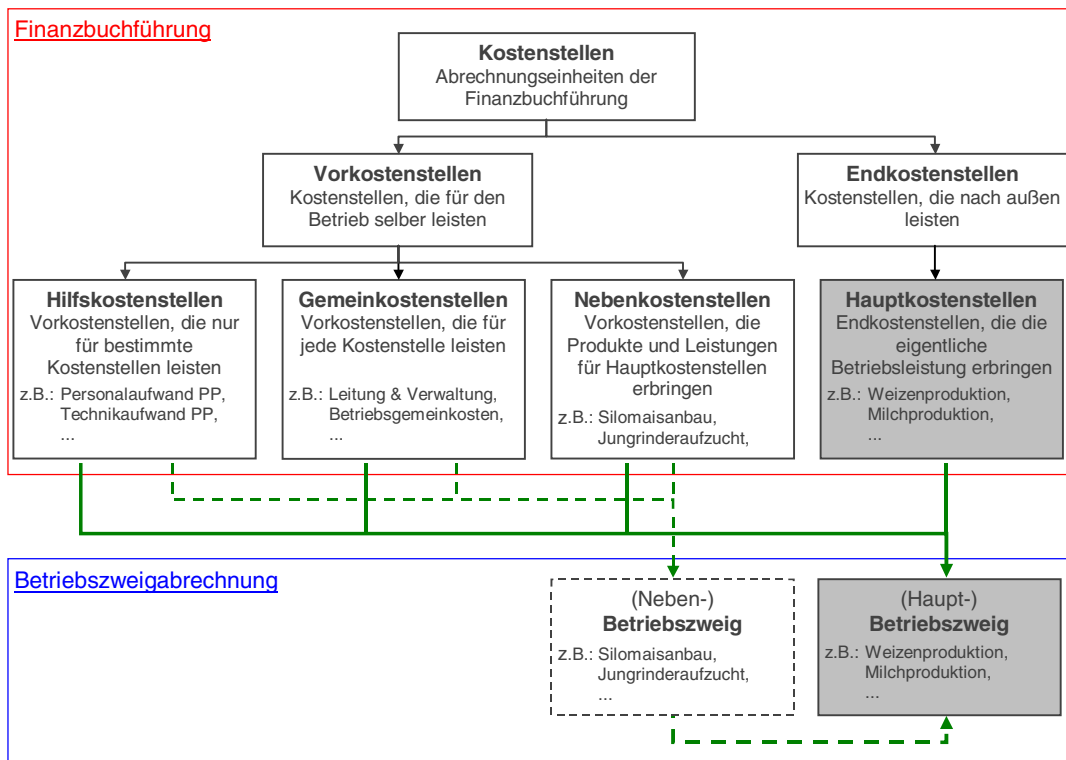 Finanzbuchführung
Kostenstellen
Abrechnungseinheiten der
Finanzbuchführung
Vorkostenstellen
Kostenstellen, die für den
Betrieb selber leisten
Endkostenstellen
Kostenstellen, die nach außen
leisten
Hilfskostenstellen
Vorkostenstellen, die nur
für bestimmte
Kostenstellen leisten
z.B.: Personalaufwand PP,
Technikaufwand PP,
...
Gemeinkostenstellen
Vorkostenstellen, die für
jede Kostenstelle leisten
z.B.: Leitung & Verwaltung,
Betriebsgemeinkosten,
...
Nebenkostenstellen
Vorkostenstellen, die
Produkte und Leistungen
für Hauptkostenstellen
erbringen
z.B.: Silomaisanbau,
Jungrinderaufzucht,
Hauptkostenstellen
Endkostenstellen, die die
eigentliche
Betriebsleistung erbringen
z.B.: Weizenproduktion,
Milchproduktion,
...
Betriebszweigabrechnung
(Neben-)
Betriebszweig
z.B.: Silomaisanbau,
Jungrinderaufzucht,
...
(Haupt-)
Betriebszweig
z.B.: Weizenproduktion,
Milchproduktion,
...